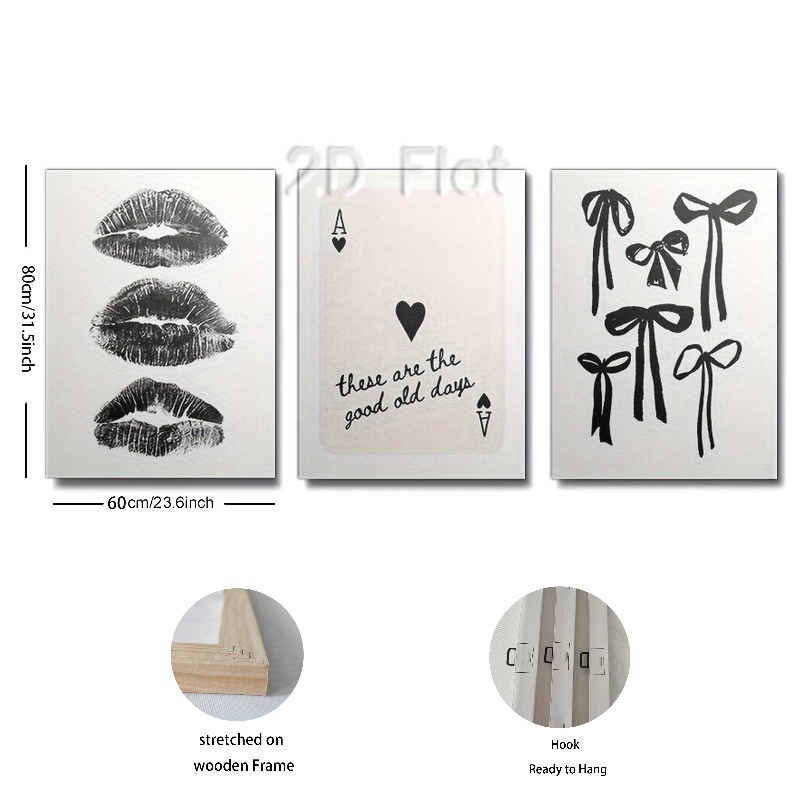 2D Flat
80cm/31.5inch
A
these are the
good old days
A
60cm/23.6inch
stretched on
wooden Frame
Hook
Ready to Hang